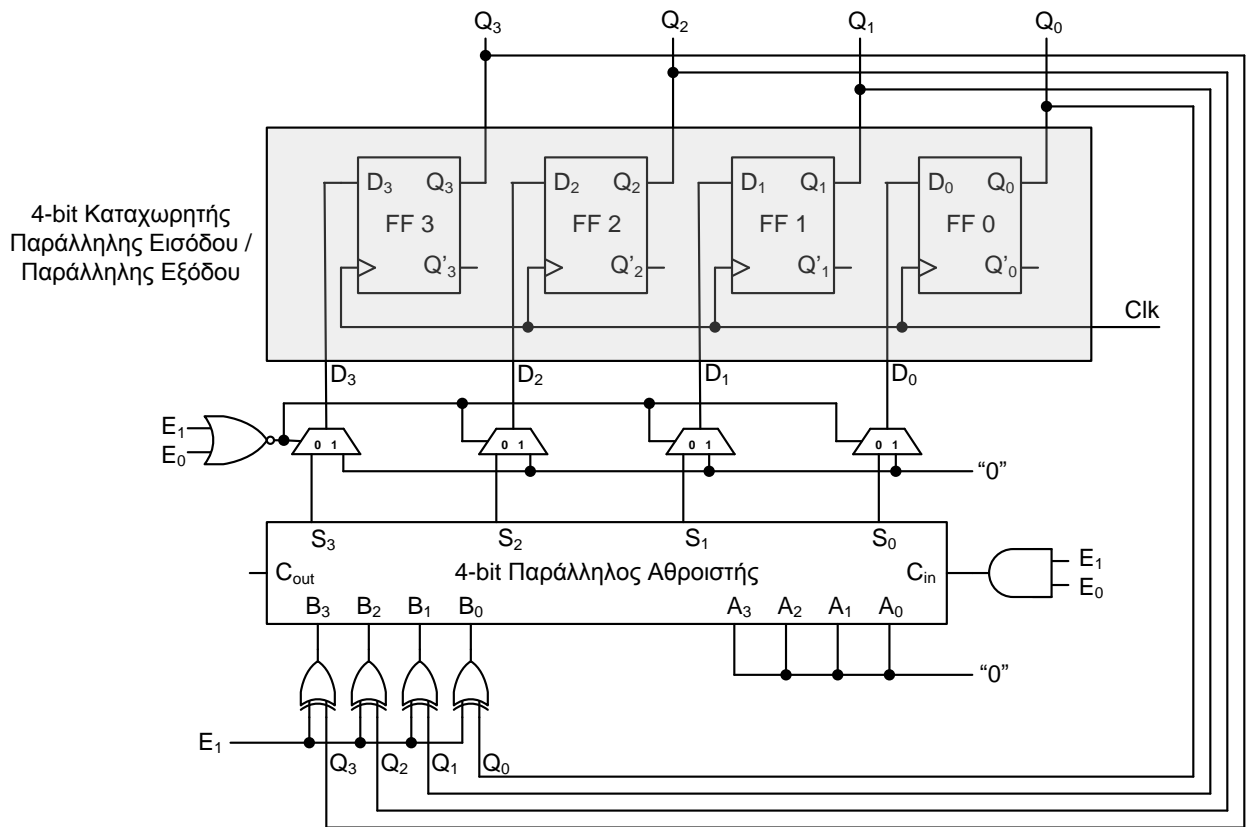 Q3 Q2 Q1 Q0
D3 Q3 D2 Q2 D1 Q1 D0 Q0
FF 3 FF 2 FF 1 FF 0
Q’3 Q’2 Q’1 Q’0
4-bit Καταχωρητής
Παράλληλης Εισόδου /
Παράλληλης Εξόδου
Clk
D3 D2 D1 D0
E1
E0
0 1 0 1 0 1 0 1
“0”
S3 S2 S1 S0
Cout 4-bit Παράλληλος Αθροιστής Cin
E1
E0
B3 B2 B1 B0 A3 A2 A1 A0
“0”
E1
Q3 Q2 Q1 Q0